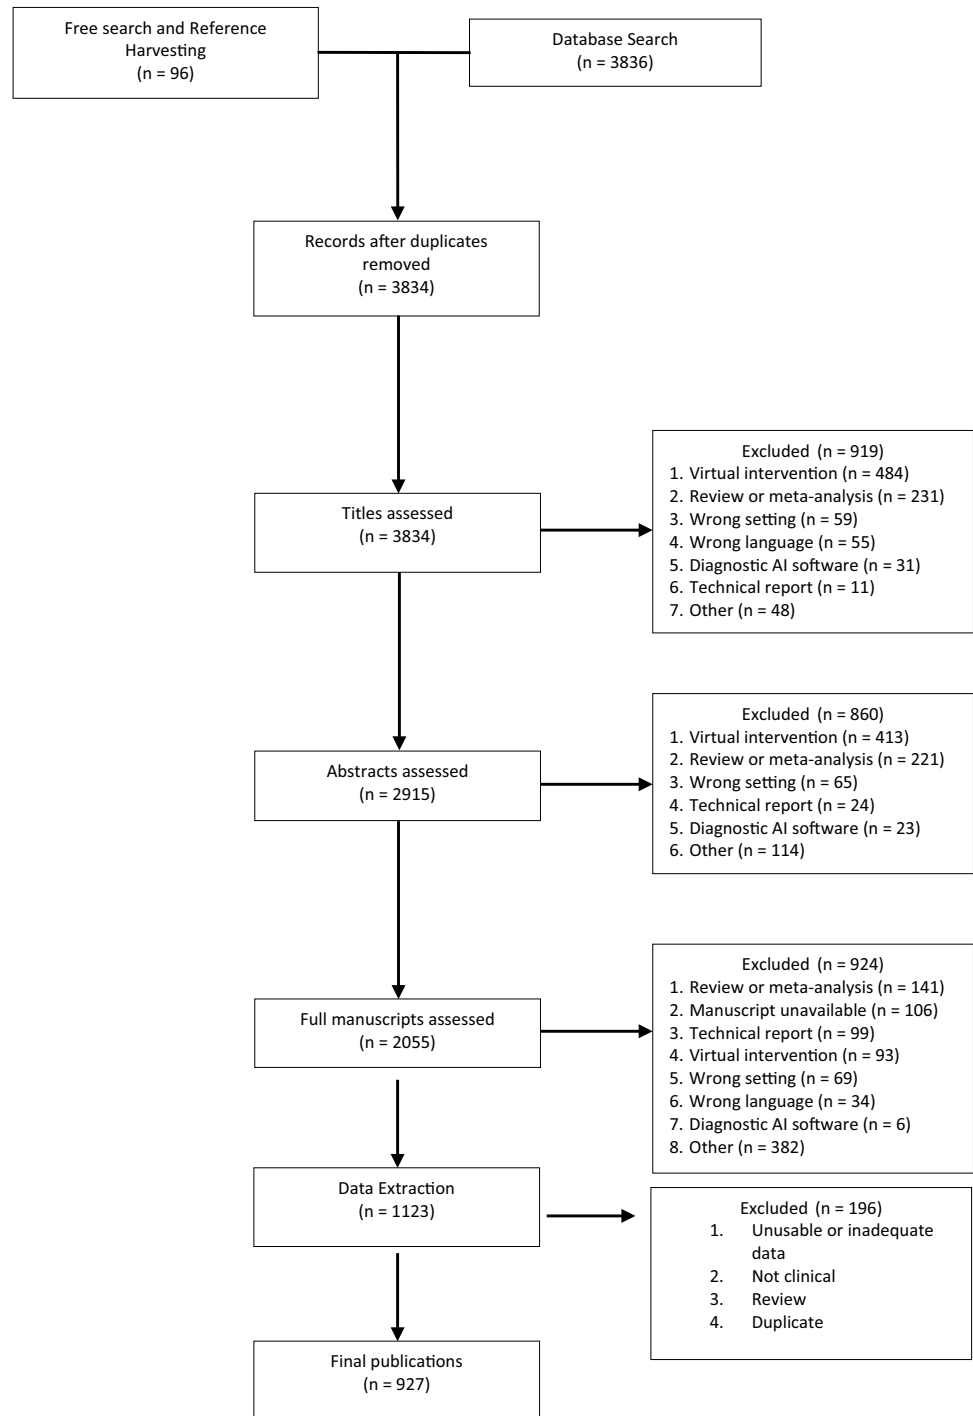 Free search and Reference
Harvesting
(n = 96)
Database Search
(n = 3836)
Records after duplicates
removed
(n = 3834)
Titles assessed
(n = 3834)
Excluded (n = 919)
1. Virtual intervention (n = 484)
2. Review or meta-analysis (n = 231)
3. Wrong setting (n = 59)
4. Wrong language (n = 55)
5. Diagnostic AI software (n = 31)
6. Technical report (n = 11)
7. Other (n = 48)
Abstracts assessed
(n = 2915)
Excluded (n = 860)
1. Virtual intervention (n = 413)
2. Review or meta-analysis (n = 221)
3. Wrong setting (n = 65)
4. Technical report (n = 24)
5. Diagnostic AI software (n = 23)
6. Other (n = 114)
Full manuscripts assessed
(n = 2055)
Excluded (n = 924)
1. Review or meta-analysis (n = 141)
2. Manuscript unavailable (n = 106)
3. Technical report (n = 99)
4. Virtual intervention (n = 93)
5. Wrong setting (n = 69)
6. Wrong language (n = 34)
7. Diagnostic AI software (n = 6)
8. Other (n = 382)
Data Extraction
(n = 1123)
Excluded (n = 196)
1. Unusable or inadequate
data
2. Not clinical
3. Review
4. Duplicate
Final publications
(n = 927)